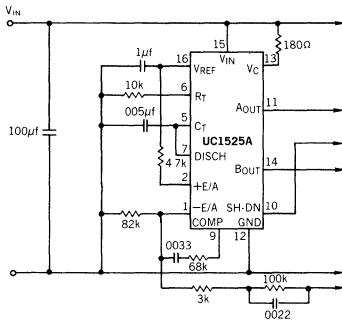 VIN
15
180Ω
1µf
16
VREF
VIN
VC
13
10k
6
RT
AOUT
11
005µf
5
CT
100µf
UC1525A
7
DISCH
4 7k
BOUT
14
2
+E/A
1
-E/A
SH-DN
10
82k
COMP
GND
9
12
0033
68k
100k
3k
0022